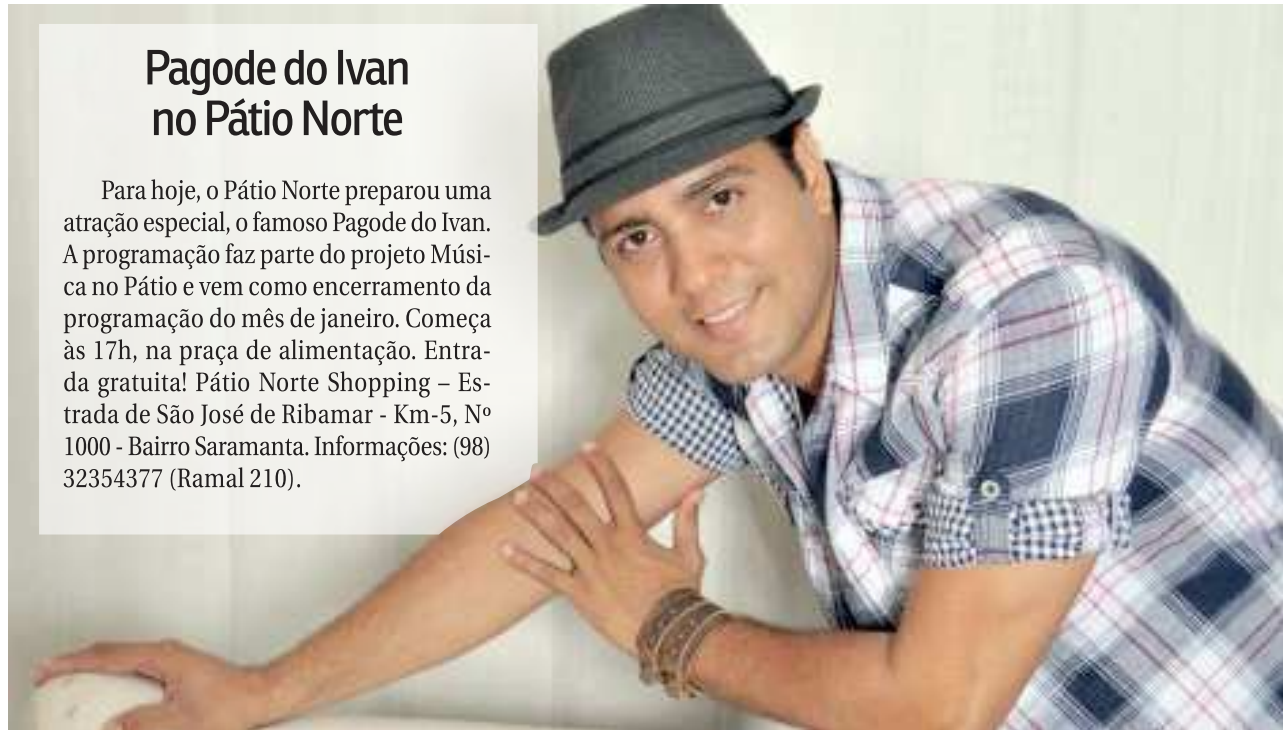 Pagode do Ivan
no Pátio Norte
Para hoje, o Pátio Norte preparou uma
atração especial, o famoso Pagode do Ivan.
A programação faz parte do projeto Músi-
ca no Pátio e vem como encerramento da
programação do mês de janeiro. Começa
às 17h, na praça de alimentação. Entra-
da gratuita! Pátio Norte Shopping – Es-
trada de São José de Ribamar - Km-5, Nº
1000 - Bairro Saramanta. Informações: (98)
32354377 (Ramal 210).